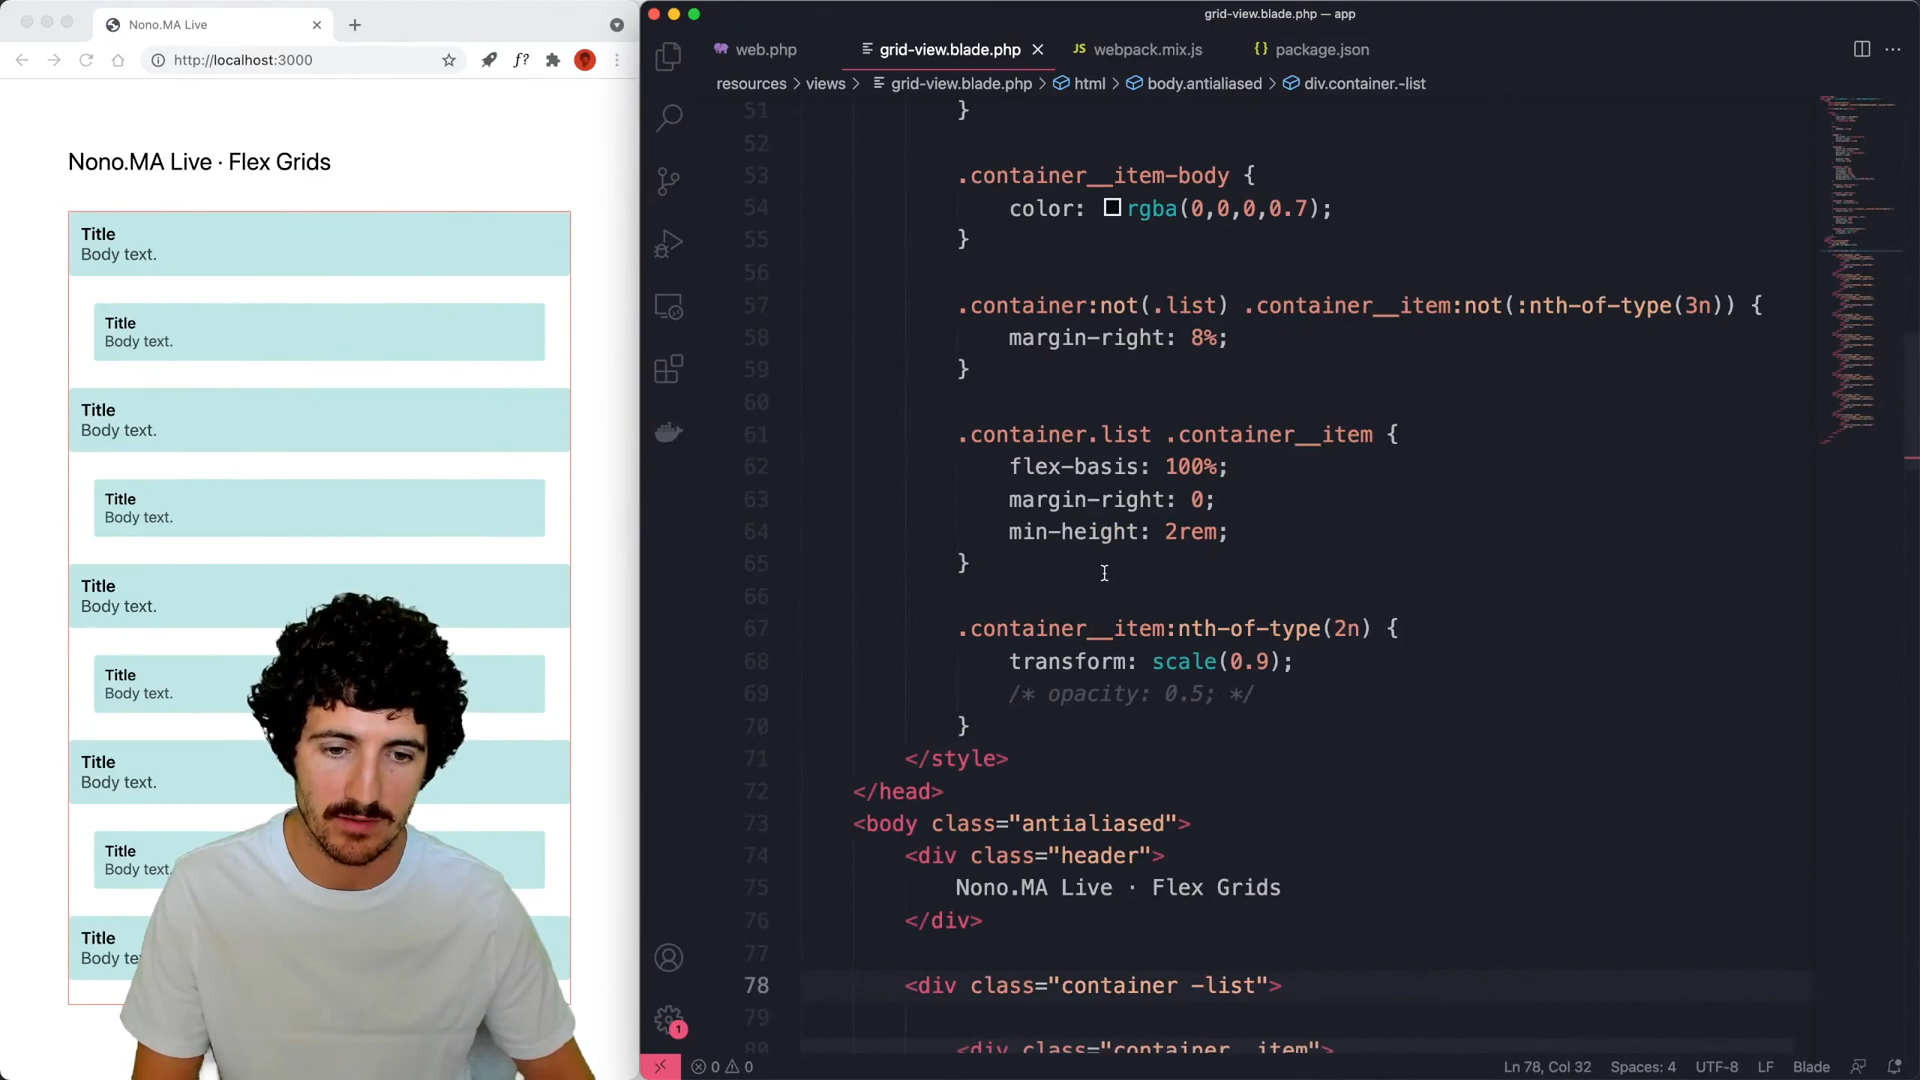 Nono.MA Live
http://localhost:3000
f?
Nono.MA Live · Flex Grids
Title
Body text.
Title
Body text.
Title
Body text.
Title
Body text.
Title
Body text.
Title
Body text.
Title
Body text.
Title
Body text.
Title
Body te
grid-view.blade.php — app
web.php
grid-view.blade.php
JS webpack.mix.js
{} package.json
resources > views > grid-view.blade.php > html > body.antialiased > div.container.-list
51 }
52
53 .container__item-body {
54 color: rgba(0,0,0,0.7);
55 }
56
57 .container:not(.list) .container__item:not(:nth-of-type(3n)) {
58 margin-right: 8%;
59 }
60
61 .container.list .container__item {
62 flex-basis: 100%;
63 margin-right: 0;
64 min-height: 2rem;
65 }
66
67 .container__item:nth-of-type(2n) {
68 transform: scale(0.9);
69 /* opacity: 0.5; */
70 }
71 </style>
72 </head>
73 <body class="antialiased">
74 <div class="header">
75 Nono.MA Live · Flex Grids
76 </div>
77
78 <div class="container -list">
79
80 <div class="container__item">
1
0 0
Ln 78, Col 32
Spaces: 4
UTF-8
LF
Blade